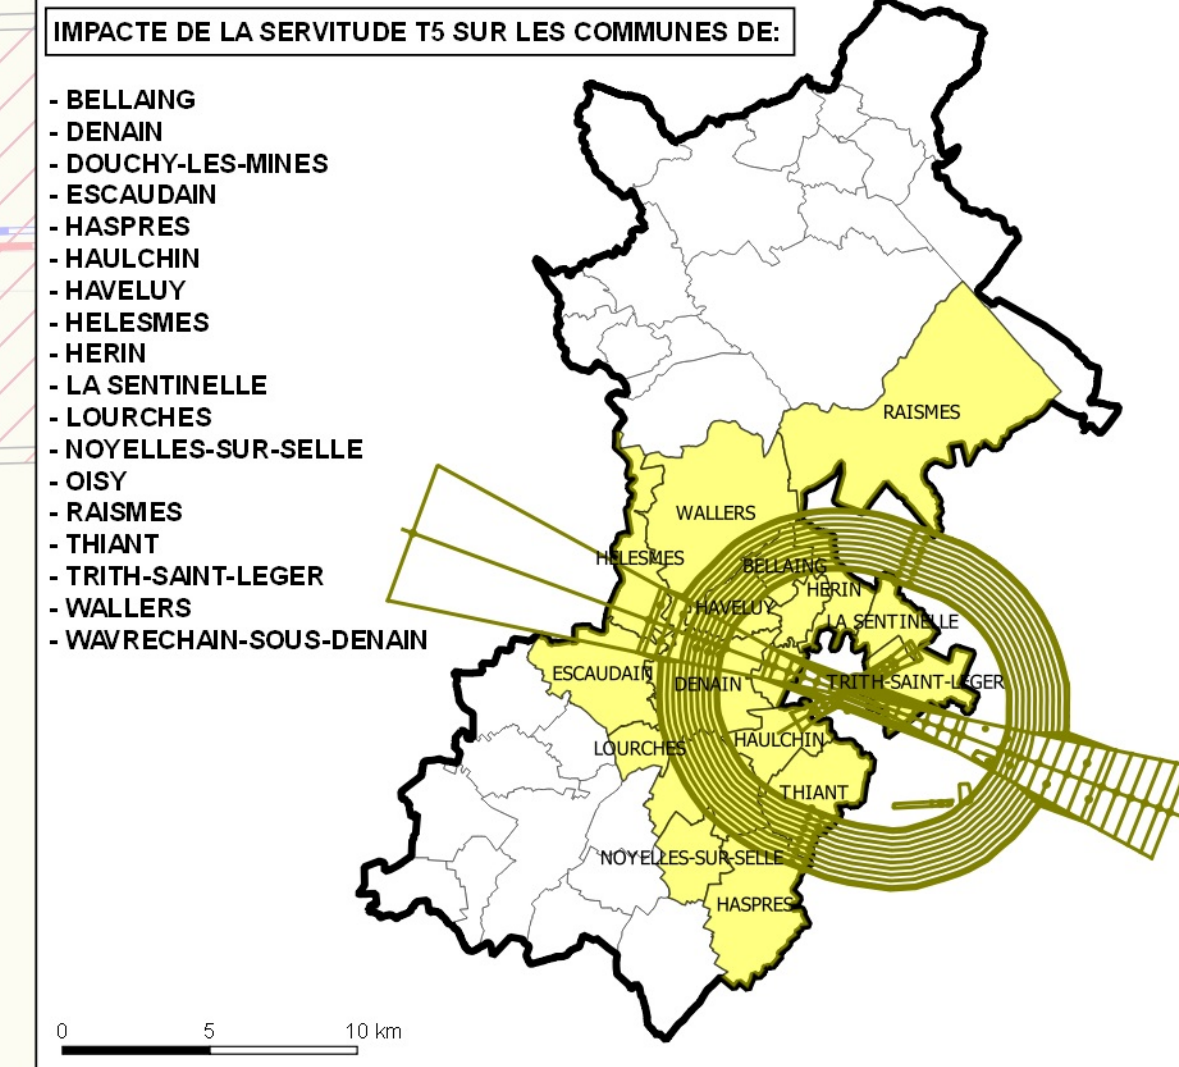 IMPACTE DE LA SERVITUDE T5 SUR LES COMMUNES DE:
- BELLAING
- DENAIN
- DOUCHY-LES-MINES
- ESCAUDAIN
- HASPRES
- HAULCHIN
- HAVELUY
- HELESMES
- HERIN
- LA SENTINELLE
- LOURCHES
- NOYELLES-SUR-SELLE
- OISY
- RAISMES
- THIANT
- TRITH-SAINT-LEGER
- WALLERS
- WAVRECHAIN-SOUS-DENAIN
RAISMES
WALLERS
HELESMES
BELLAING
HERIN
HAVELUY
LA SENTINELLE
ESCAUDAIN
DENAIN
TRITH-SAINT-LEGER
LOURCHES
HAULCHIN
THIANT
NOYELLES-SUR-SELLE
HASPRES
0 5 10 km